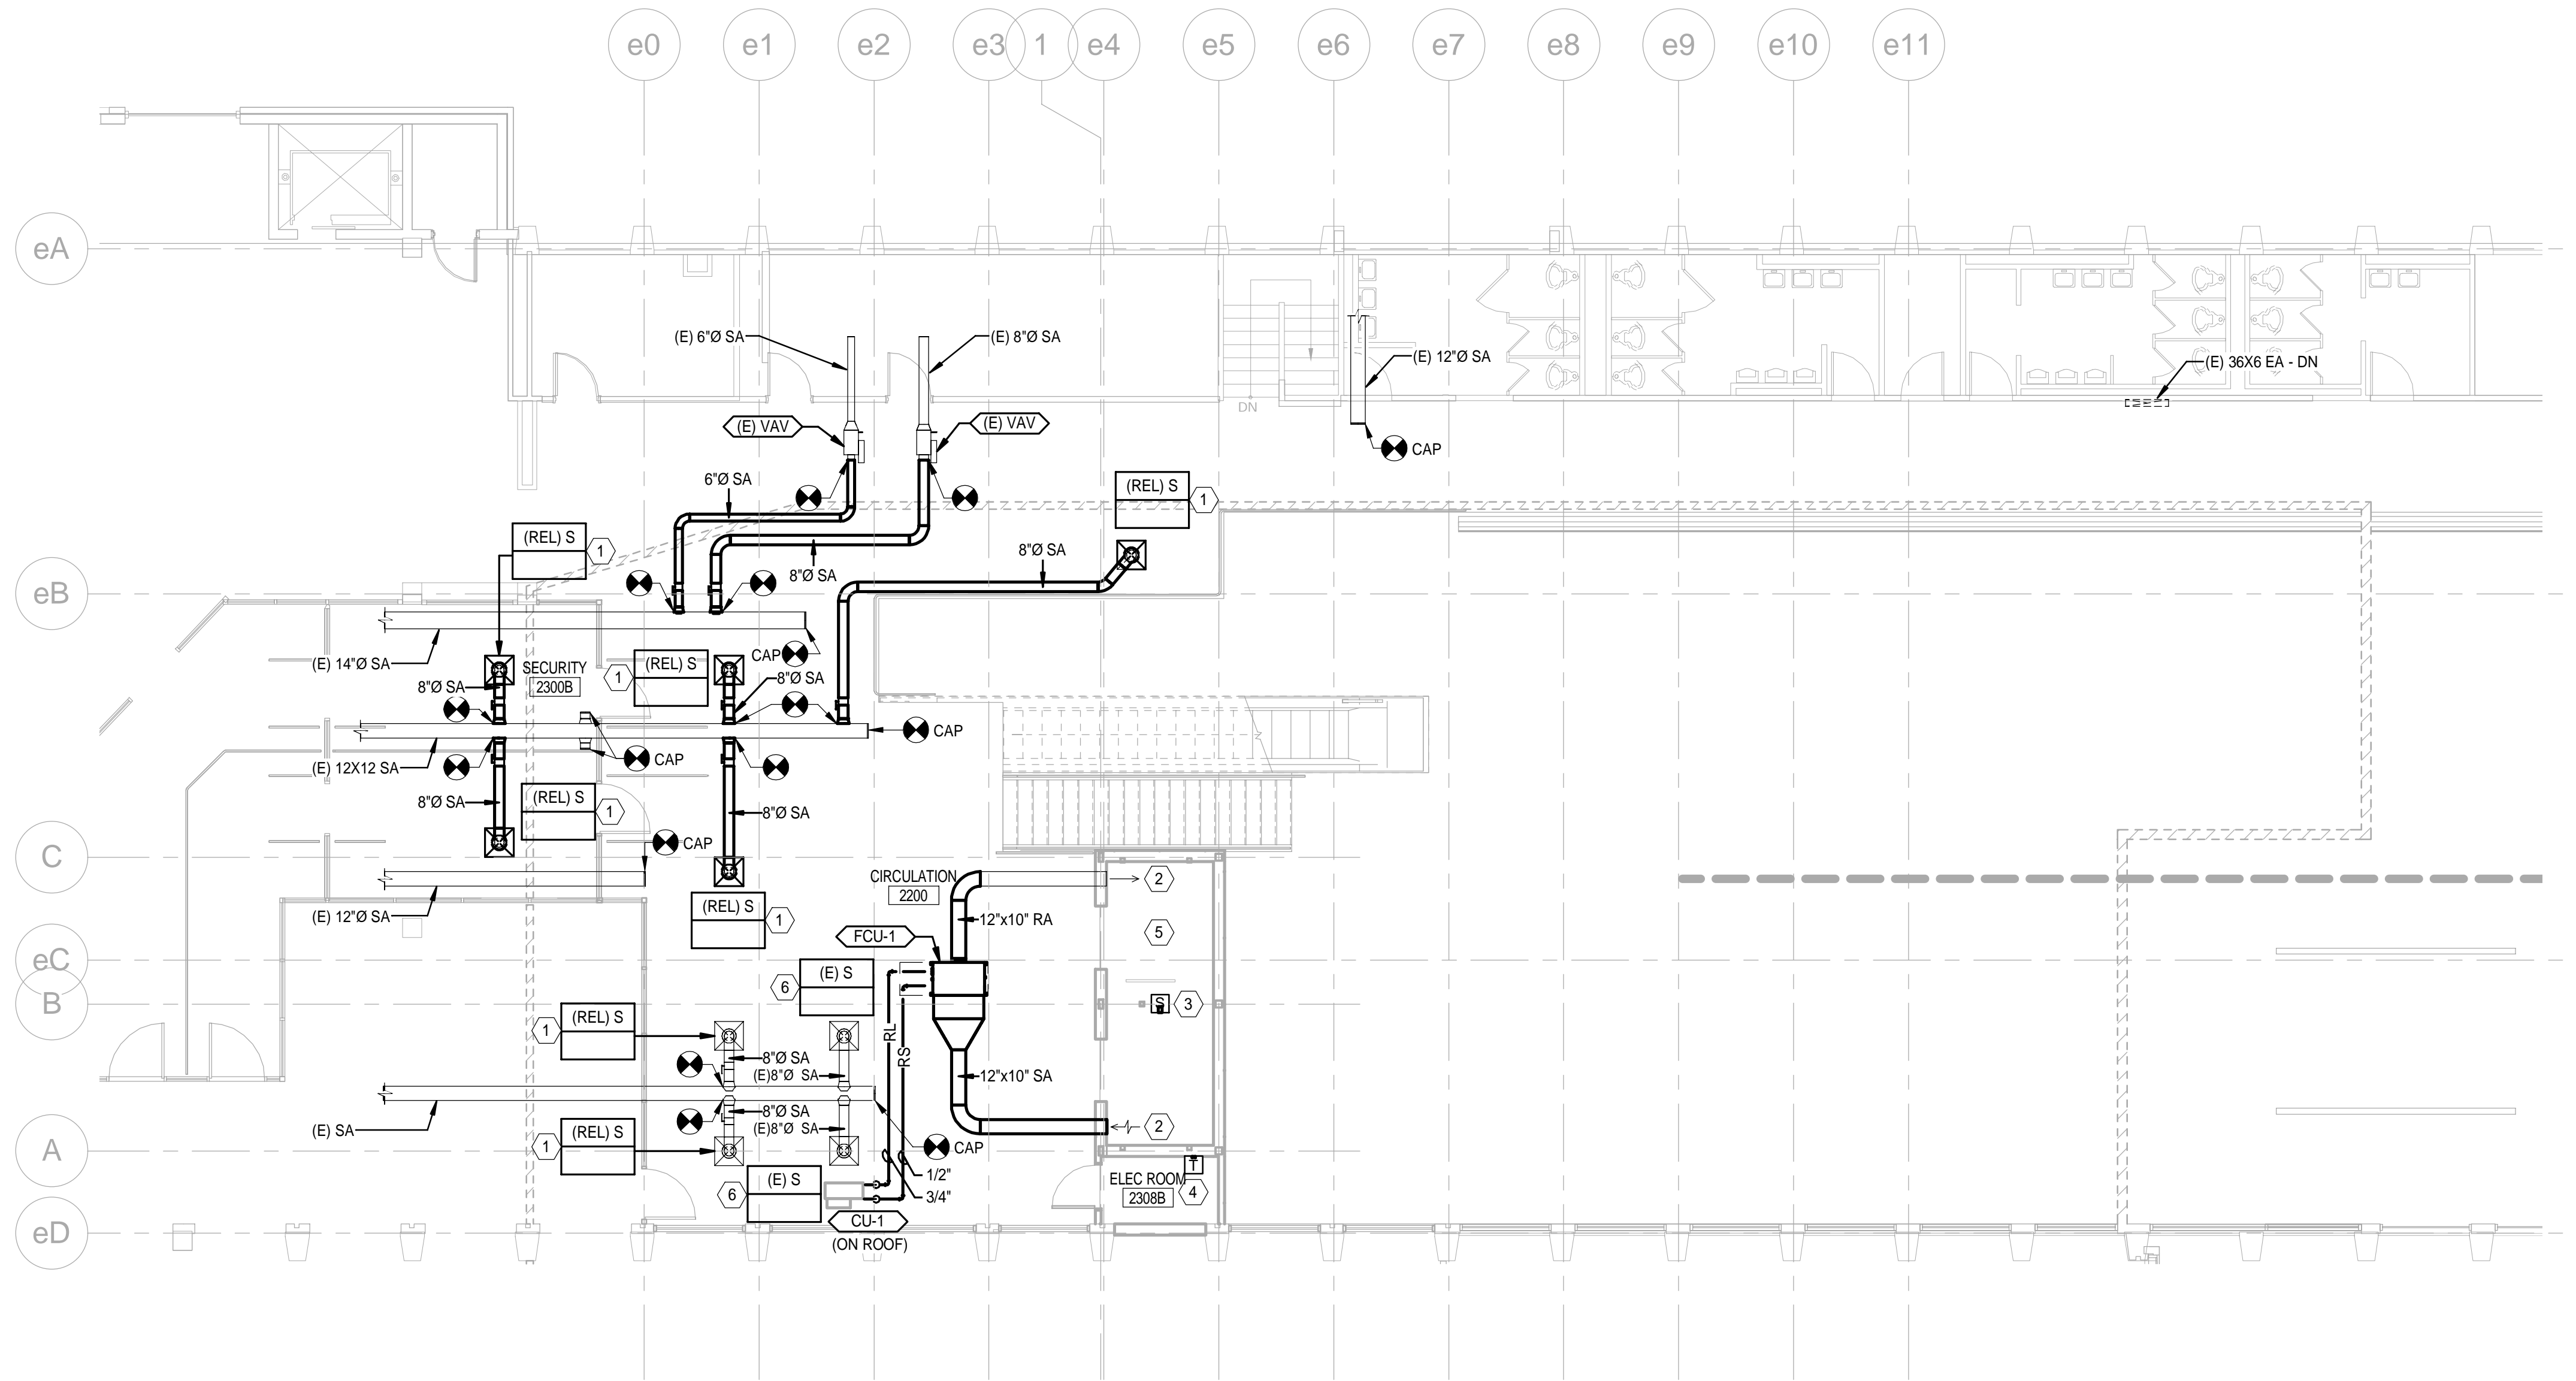 e0
e1
e2
e3
1
e4
e5
e6
e7
e8
e9
e10
e11
eA
(E) 6"Ø SA
(E) 8"Ø SA
(E) 12"Ø SA
(E) 36X6 EA - DN
DN
(E) VAV
(E) VAV
CAP
6"Ø SA
(REL) S
1
(REL) S
1
8"Ø SA
8"Ø SA
eB
(E) 14"Ø SA
SECURITY
2300B
(REL) S
1
CAP
8"Ø SA
8"Ø SA
CAP
CAP
(E) 12X12 SA
(REL) S
1
8"Ø SA
8"Ø SA
CAP
C
CIRCULATION
2200
2
(E) 12"Ø SA
(REL) S
1
12"x10" RA
5
FCU-1
eC
(E) S
6
B
S
3
(REL) S
1
RL
RS
8"Ø SA
(E)8"Ø SA
12"x10" SA
8"Ø SA
(E)8"Ø SA
(E) SA
(REL) S
1
2
CAP
A
T
(E) S
6
1/2"
3/4"
ELEC ROOM
2308B
4
CU-1
(ON ROOF)
eD